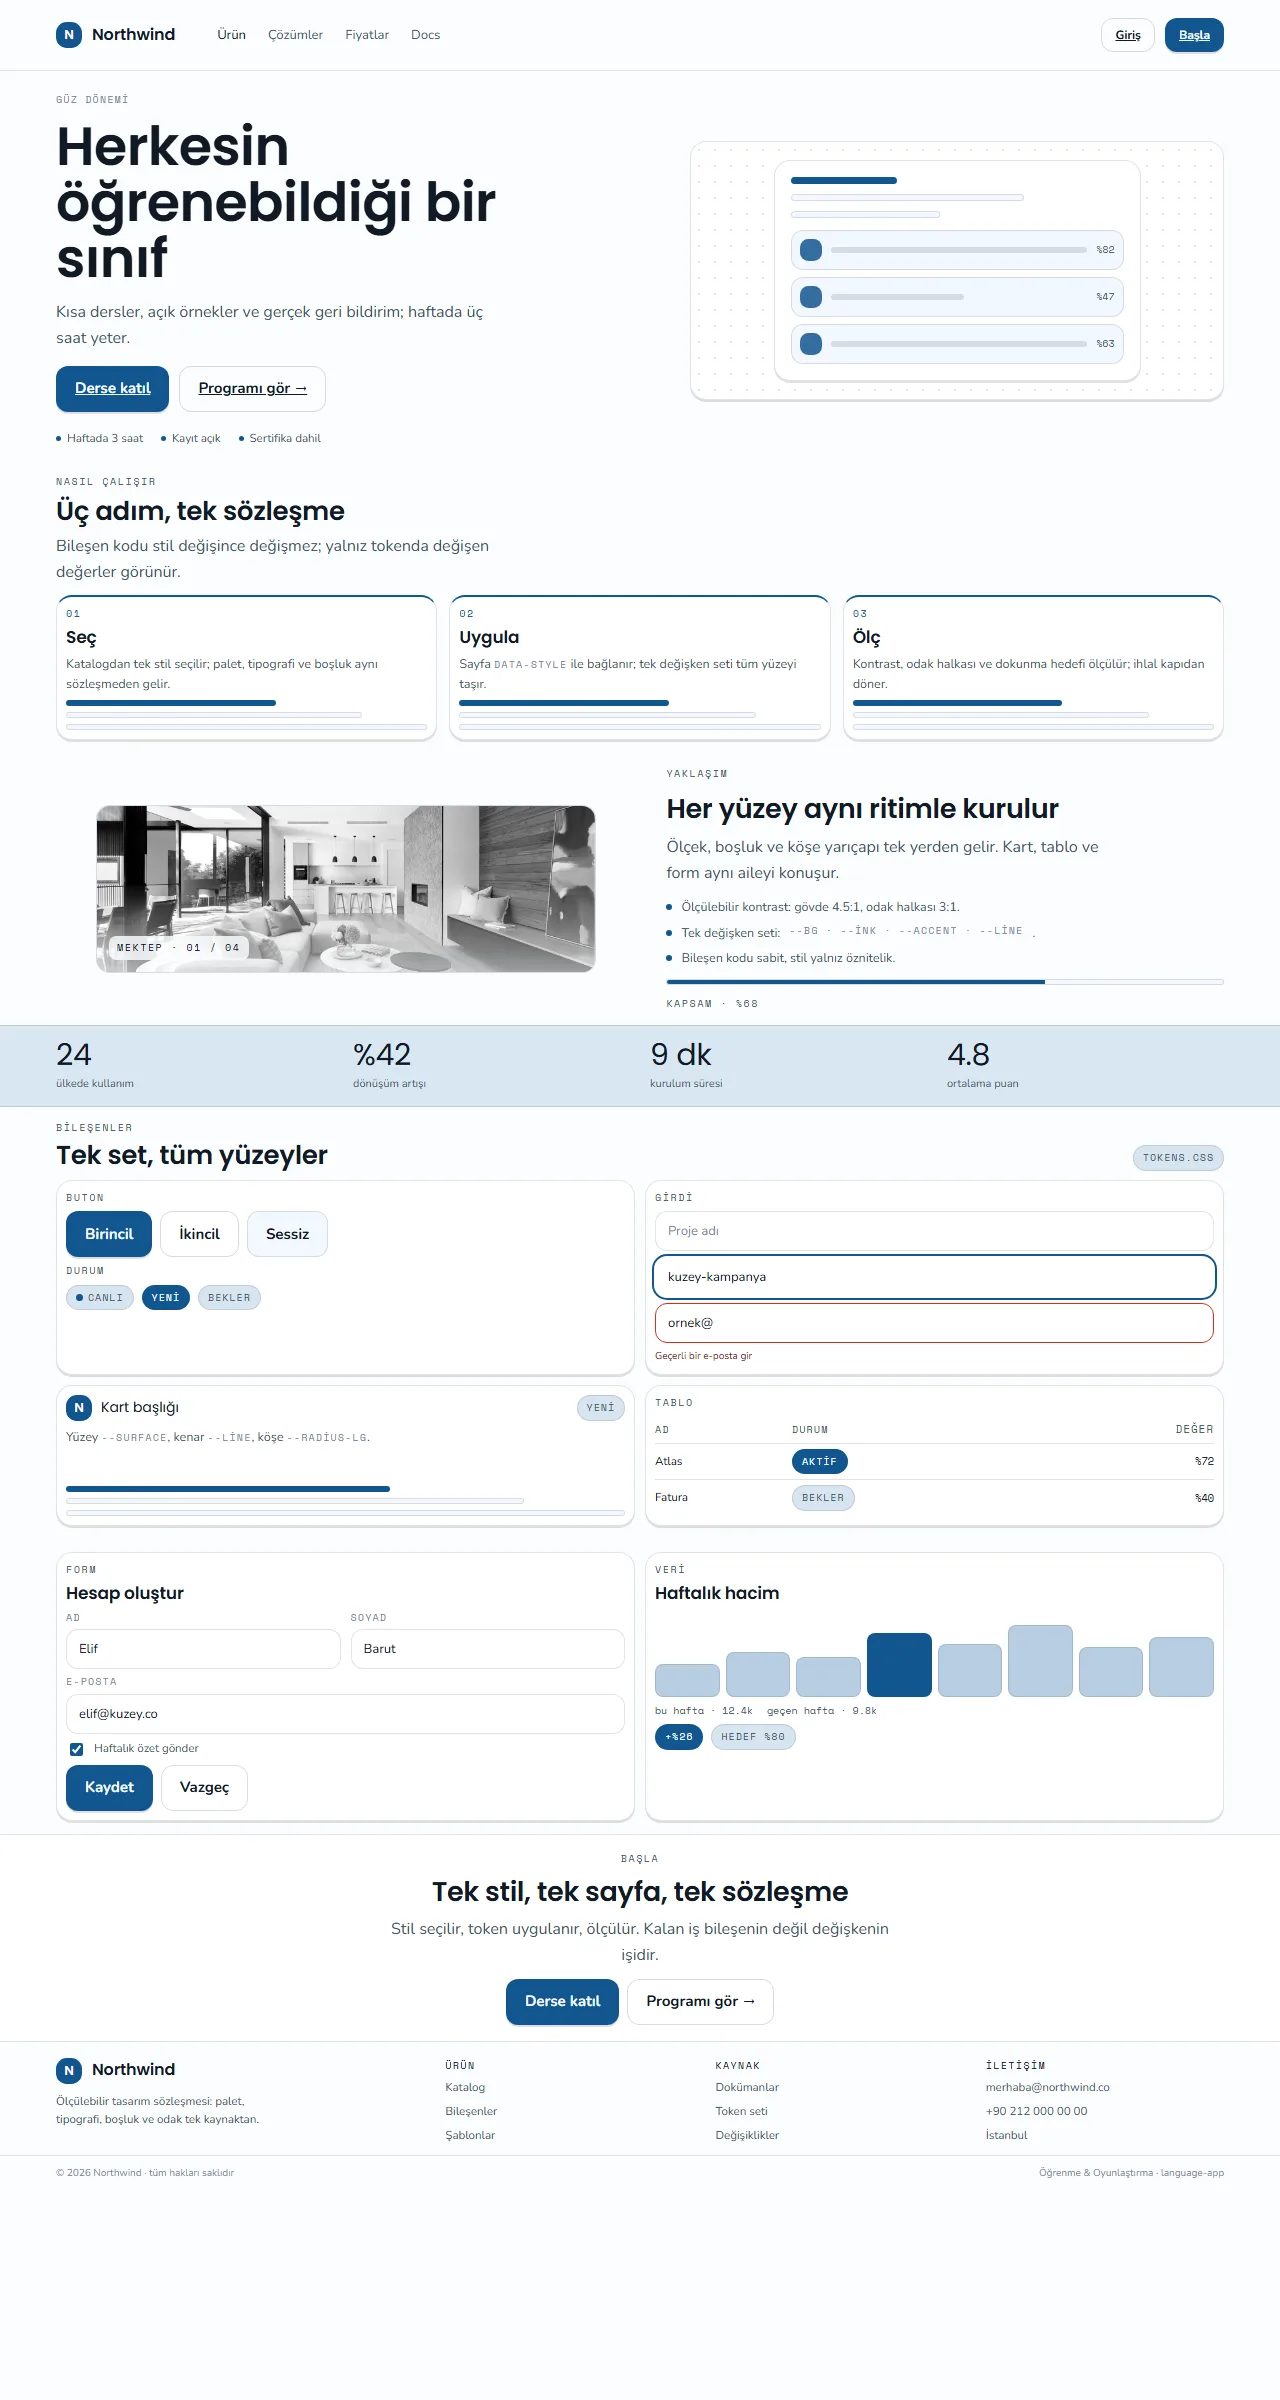 N Northwind Ürün Çözümler Fiyatlar Docs Giriş Başla
GÜZ DÖNEMİ
Herkesin
öğrenebildiği bir
sınıf
Kısa dersler, açık örnekler ve gerçek geri bildirim; haftada üç
saat yeter.
Derse katıl Programı gör →
Haftada 3 saat Kayıt açık Sertifika dahil
%82
%47
%63
NASIL ÇALIŞIR
Üç adım, tek sözleşme
Bileşen kodu stil değişince değişmez; yalnız tokenda değişen
değerler görünür.
01
Seç
Katalogdan tek stil seçilir; palet, tipografi ve boşluk aynı
sözleşmeden gelir.
02
Uygula
Sayfa DATA-STYLE ile bağlanır; tek değişken seti tüm yüzeyi
taşır.
03
Ölç
Kontrast, odak halkası ve dokunma hedefi ölçülür; ihlal kapıdan
döner.
MEKTEP · 01 / 04
YAKLAŞIM
Her yüzey aynı ritimle kurulur
Ölçek, boşluk ve köşe yarıçapı tek yerden gelir. Kart, tablo ve
form aynı aileyi konuşur.
Ölçülebilir kontrast: gövde 4.5:1, odak halkası 3:1.
Tek değişken seti: --BG · --İNK · --ACCENT · --LİNE .
Bileşen kodu sabit, stil yalnız öznitelik.
KAPSAM · %68
24
ülkede kullanım
%42
dönüşüm artışı
9 dk
kurulum süresi
4.8
ortalama puan
BİLEŞENLER
Tek set, tüm yüzeyler
TOKENS.CSS
BUTON
Birincil İkincil Sessiz
DURUM
CANLI YENİ BEKLER
GİRDİ
Proje adı
kuzey-kampanya
ornek@
Geçerli bir e-posta gir
N Kart başlığı YENİ
Yüzey --SURFACE, kenar --LİNE, köşe --RADİUS-LG.
TABLO
AD DURUM DEĞER
Atlas AKTİF %72
Fatura BEKLER %40
FORM
Hesap oluştur
AD SOYAD
Elif Barut
E-POSTA
elif@kuzey.co
Haftalık özet gönder
Kaydet Vazgeç
VERİ
Haftalık hacim
bu hafta · 12.4k geçen hafta · 9.8k
+%26 HEDEF %80
BAŞLA
Tek stil, tek sayfa, tek sözleşme
Stil seçilir, token uygulanır, ölçülür. Kalan iş bileşenin değil değişkenin
işidir.
Derse katıl Programı gör →
N Northwind
Ölçülebilir tasarım sözleşmesi: palet,
tipografi, boşluk ve odak tek kaynaktan.
ÜRÜN
Katalog
Bileşenler
Şablonlar
KAYNAK
Dokümanlar
Token seti
Değişiklikler
İLETİŞİM
merhaba@northwind.co
+90 212 000 00 00
İstanbul
© 2026 Northwind · tüm hakları saklıdır
Öğrenme & Oyunlaştırma · language-app